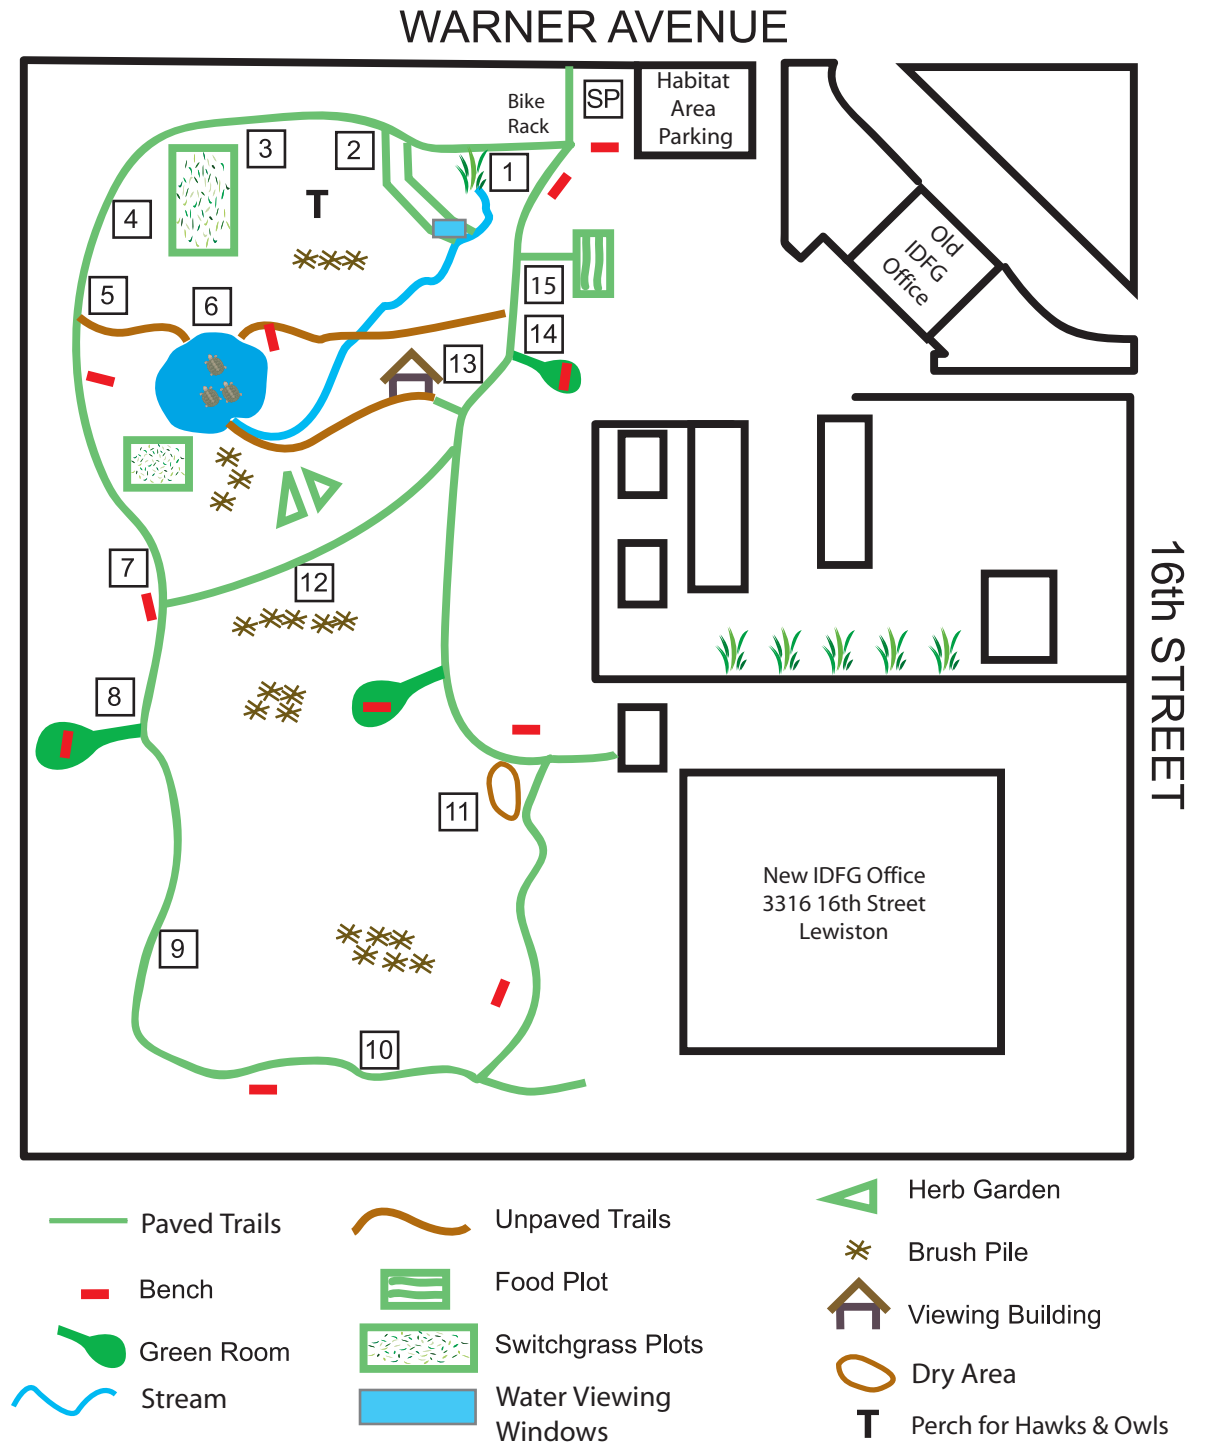 WARNER AVENUE
SP
Habitat
Area
Parking
Bike
Rack
3
2
1
4
T
Old
IDFG
Office
5
6
15
14
13
7
12
16th STREET
8
11
New IDFG Office
3316 16th Street
Lewiston
9
10
Paved Trails
Unpaved Trails
Herb Garden
Bench
Food Plot
Brush Pile
Green Room
Switchgrass Plots
Viewing Building
Stream
Water Viewing
Windows
Dry Area
T
Perch for Hawks & Owls